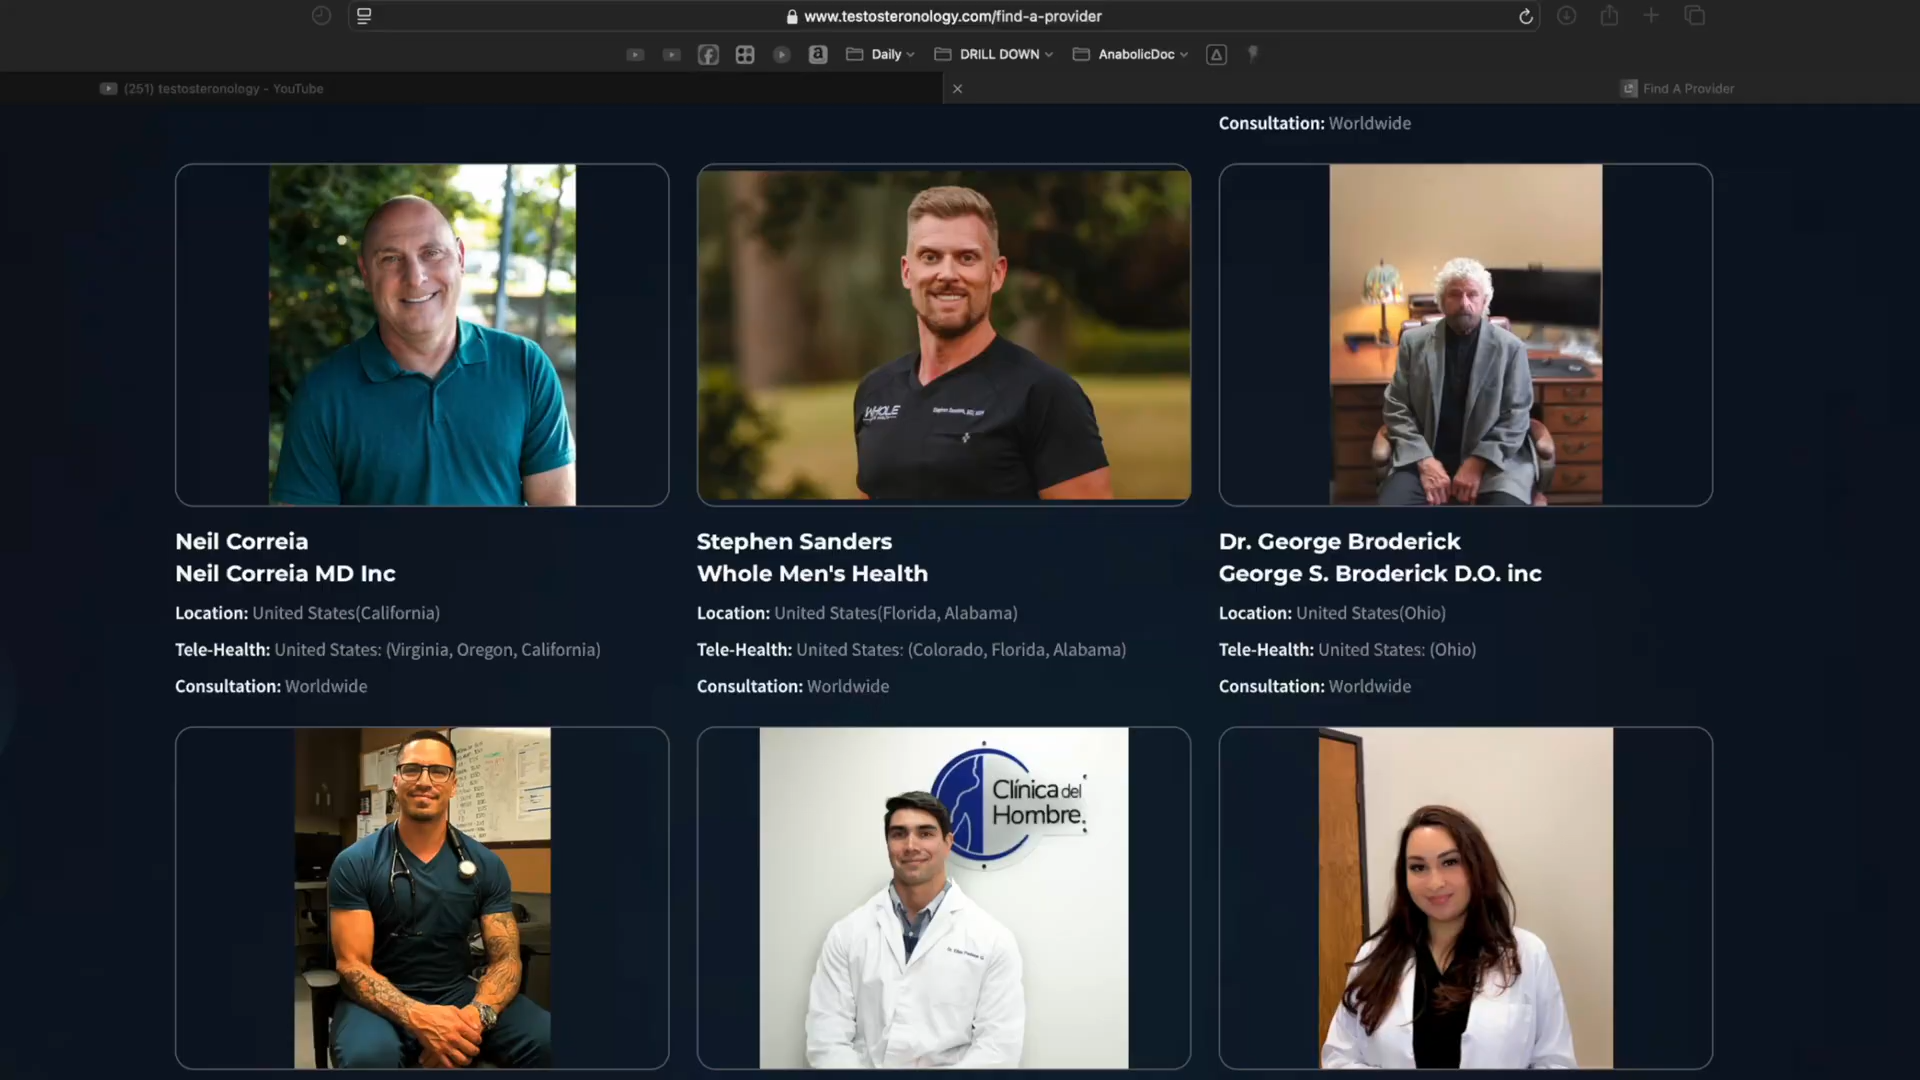 www.testosteronology.com/find-a-provider
Daily
DRILL DOWN
AnabolicDoc
(251) testosteronology - YouTube
Find A Provider
Consultation: Worldwide
WHOLE
Neil Correia
Neil Correia MD Inc
Location: United States(California)
Tele-Health: United States: (Virginia, Oregon, California)
Consultation: Worldwide
Stephen Sanders
Whole Men's Health
Location: United States(Florida, Alabama)
Tele-Health: United States: (Colorado, Florida, Alabama)
Consultation: Worldwide
Dr. George Broderick
George S. Broderick D.O. inc
Location: United States(Ohio)
Tele-Health: United States: (Ohio)
Consultation: Worldwide
Clínica del
Hombre